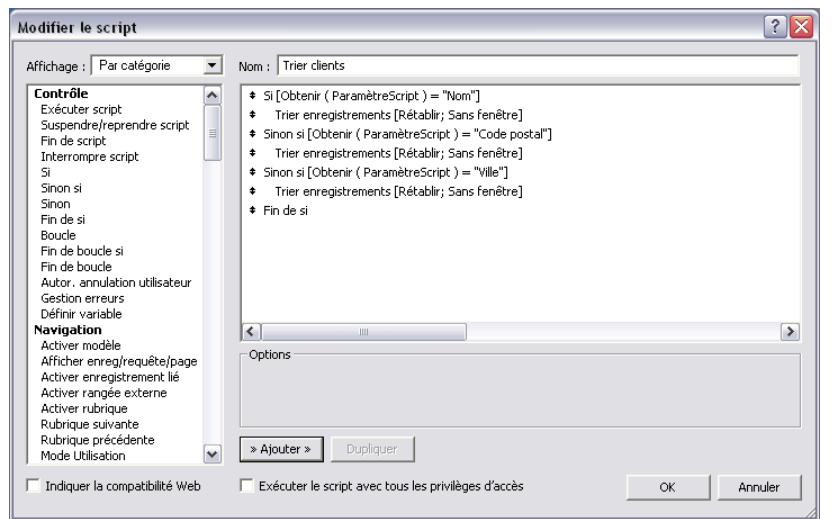 Modifier le script
Affichage : Par catégorie
Nom : Trier clients
Contrôle
Exécuter script
Suspendre/reprendre script
Fin de script
Interrompre script
Si
Sinon si
Sinon
Fin de si
Boucle
Fin de boucle si
Fin de boucle
Autor. annulation utilisateur
Gestion erreurs
Définir variable
Navigation
Activer modèle
Afficher enreg/requête/page
Activer enregistrement lié
Activer rangée externe
Activer rubrique
Rubrique suivante
Rubrique précédente
Mode Utilisation
Si [Obtenir ( ParamètreScript ) = "Nom"]
Trier enregistrements [Rétablir; Sans fenêtre]
Sinon si [Obtenir ( ParamètreScript ) = "Code postal"]
Trier enregistrements [Rétablir; Sans fenêtre]
Sinon si [Obtenir ( ParamètreScript ) = "Ville"]
Trier enregistrements [Rétablir; Sans fenêtre]
Fin de si
Options
» Ajouter »
Dupliquer
Indiquer la compatibilité Web
Exécuter le script avec tous les privilèges d'accès
OK
Annuler